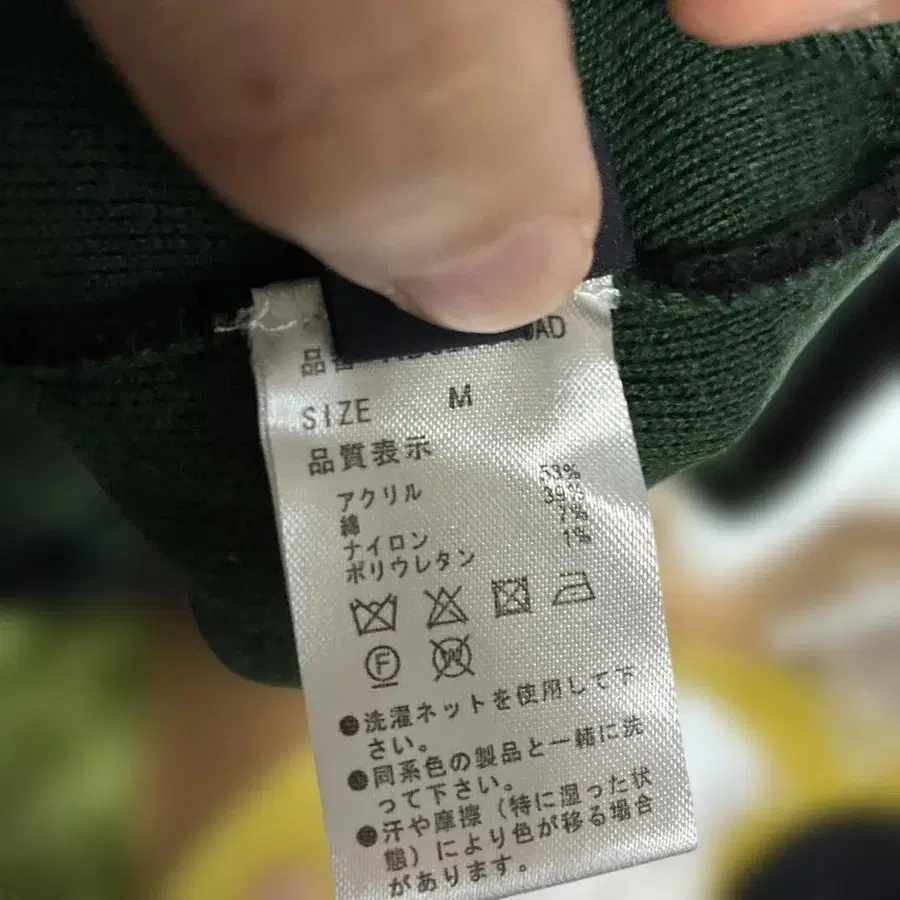 品番 AD
SIZE M
品質表示
アクリル 53%
綿 39%
ナイロン 7%
ポリウレタン 1%
F W
●洗濯ネットを使用して下
さい。
●同系色の製品と一緒に洗
って下さい。
●汗や摩擦（特に湿った状
態）により色が移る場合
があります。